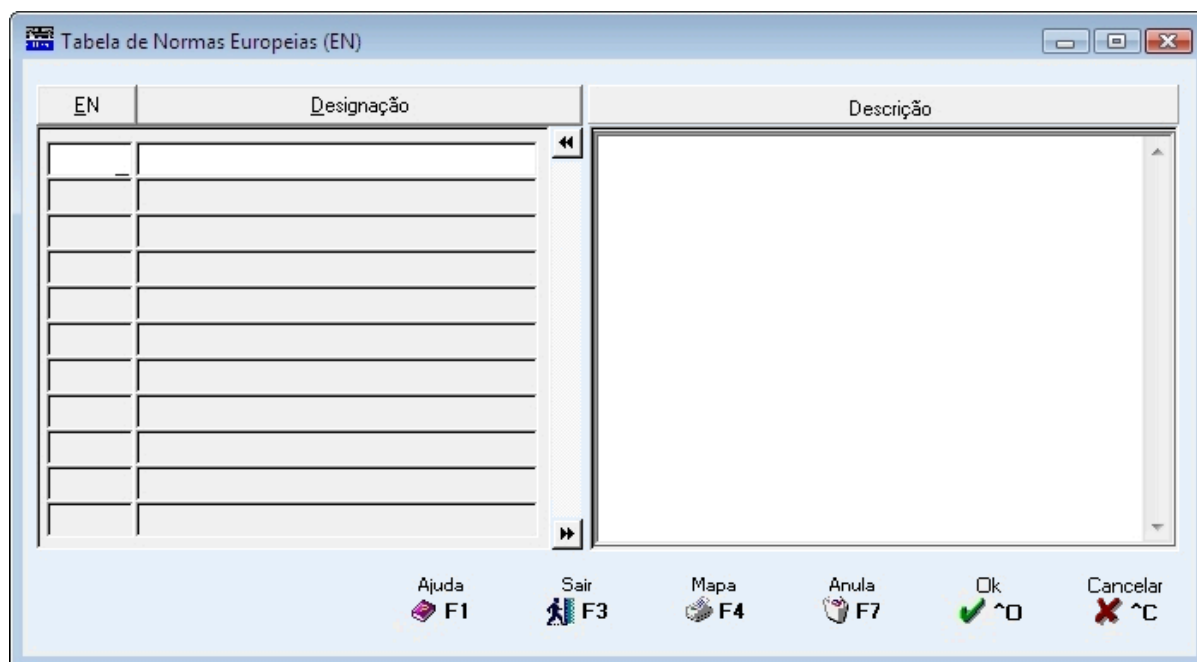 Tabela de Normas Europeias (EN)
EN Designação Descrição
Ajuda Sair Mapa Anula Ok Cancelar
F1 F3 F4 F7 ^O ^C